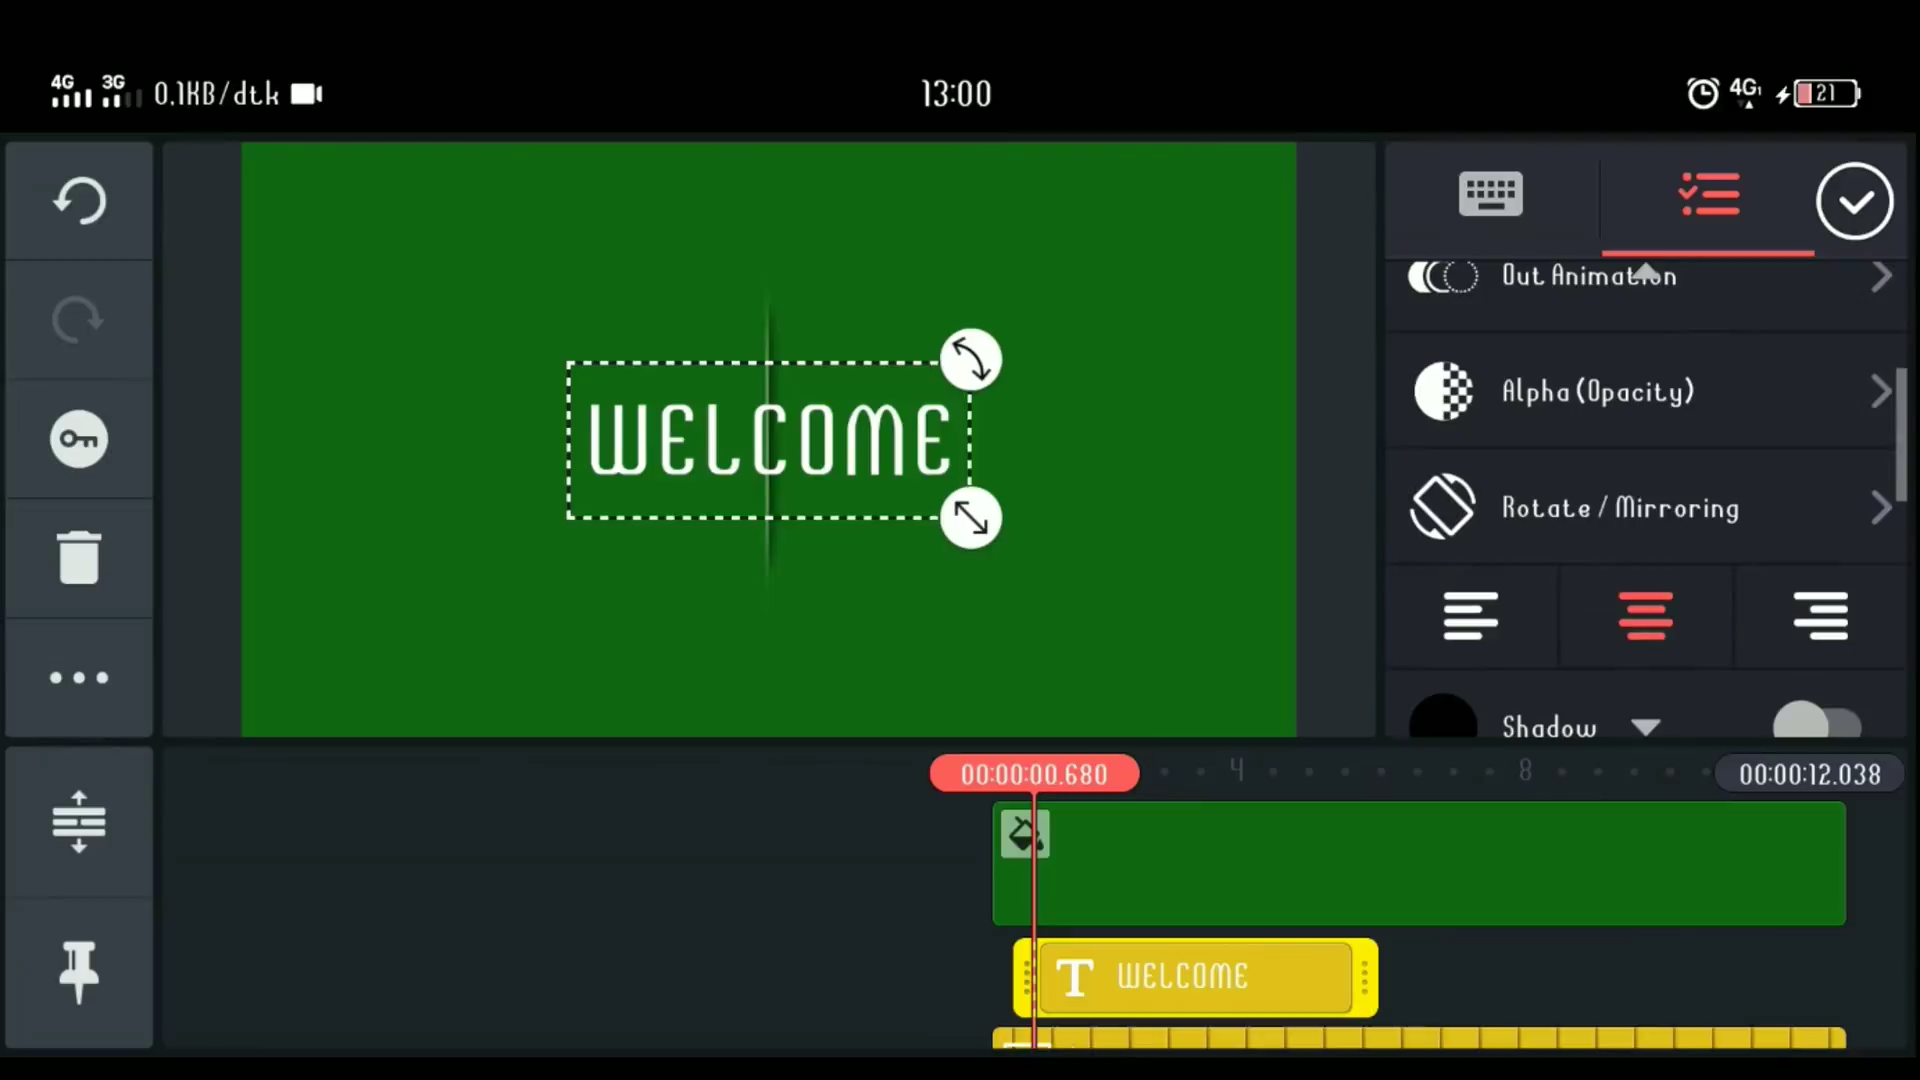 4G 3G 0.1KB/dtk 13:00 4G 21
Out Animation
Alpha (Opacity)
WELCOME
Rotate / Mirroring
Shadow
00:00:00.680 4 8 00:00:12.038
T WELCOME